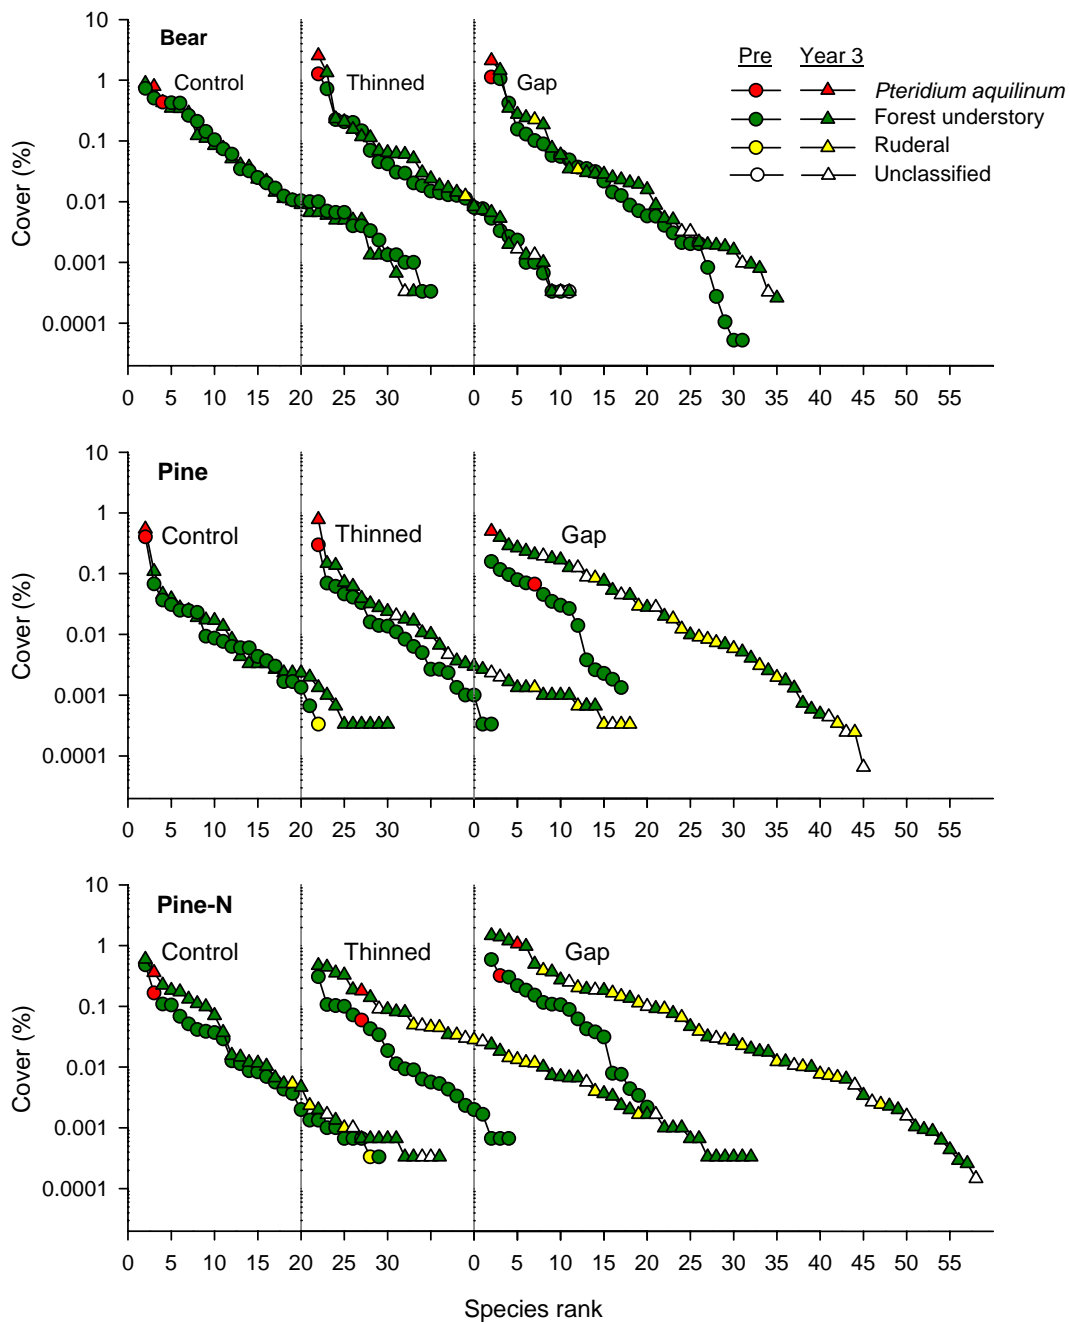 10
Bear
Pre Year 3
Control Thinned Gap
1
Pteridium aquilinum
Forest understory
0.1
Ruderal
Unclassified
0.01
0.001
0.0001
Cover (%)
0 5 10 15 20 25 30 0 5 10 15 20 25 30 35 40 45 50 55
10
Pine
1
Control Thinned Gap
0.1
0.01
0.001
0.0001
Cover (%)
0 5 10 15 20 25 30 0 5 10 15 20 25 30 35 40 45 50 55
10
Pine-N
1
Control Thinned Gap
0.1
0.01
0.001
0.0001
Cover (%)
0 5 10 15 20 25 30 0 5 10 15 20 25 30 35 40 45 50 55
Species rank